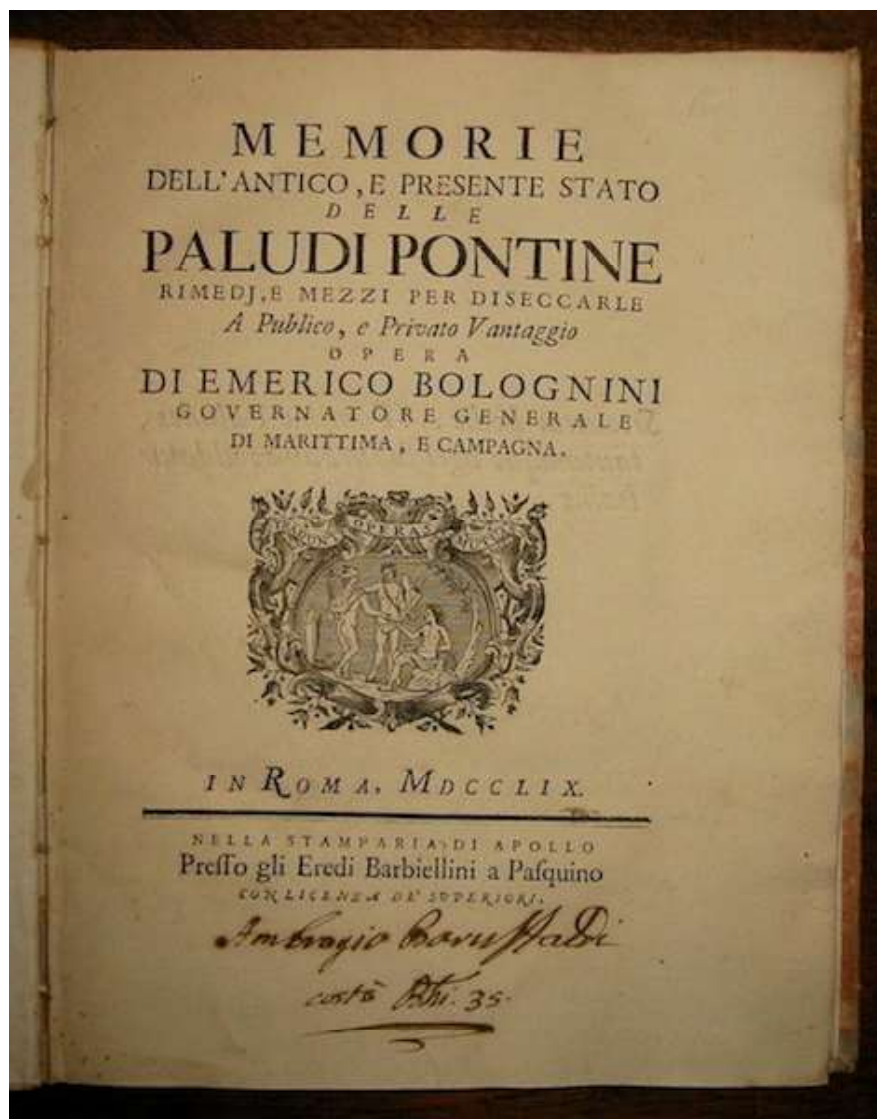 MEMORIE
DELL'ANTICO, E PRESENTE STATO
DELLE
PALUDI PONTINE
RIMEDJ, E MEZZI PER DISECCARLE
A Publico, e Privato Vantaggio
OPERA
DI EMERICO BOLOGNINI
GOVERNATORE GENERALE
DI MARITTIMA, E CAMPAGNA.
OPERAS
IN ROMA. MDCCLIX.
NELLA STAMPARIA DI APOLLO
Preſſo gli Eredi Barbiellini a Paſquino
CON LICENZA DE' SUPERIORI.
Ambrogio
costò 35.